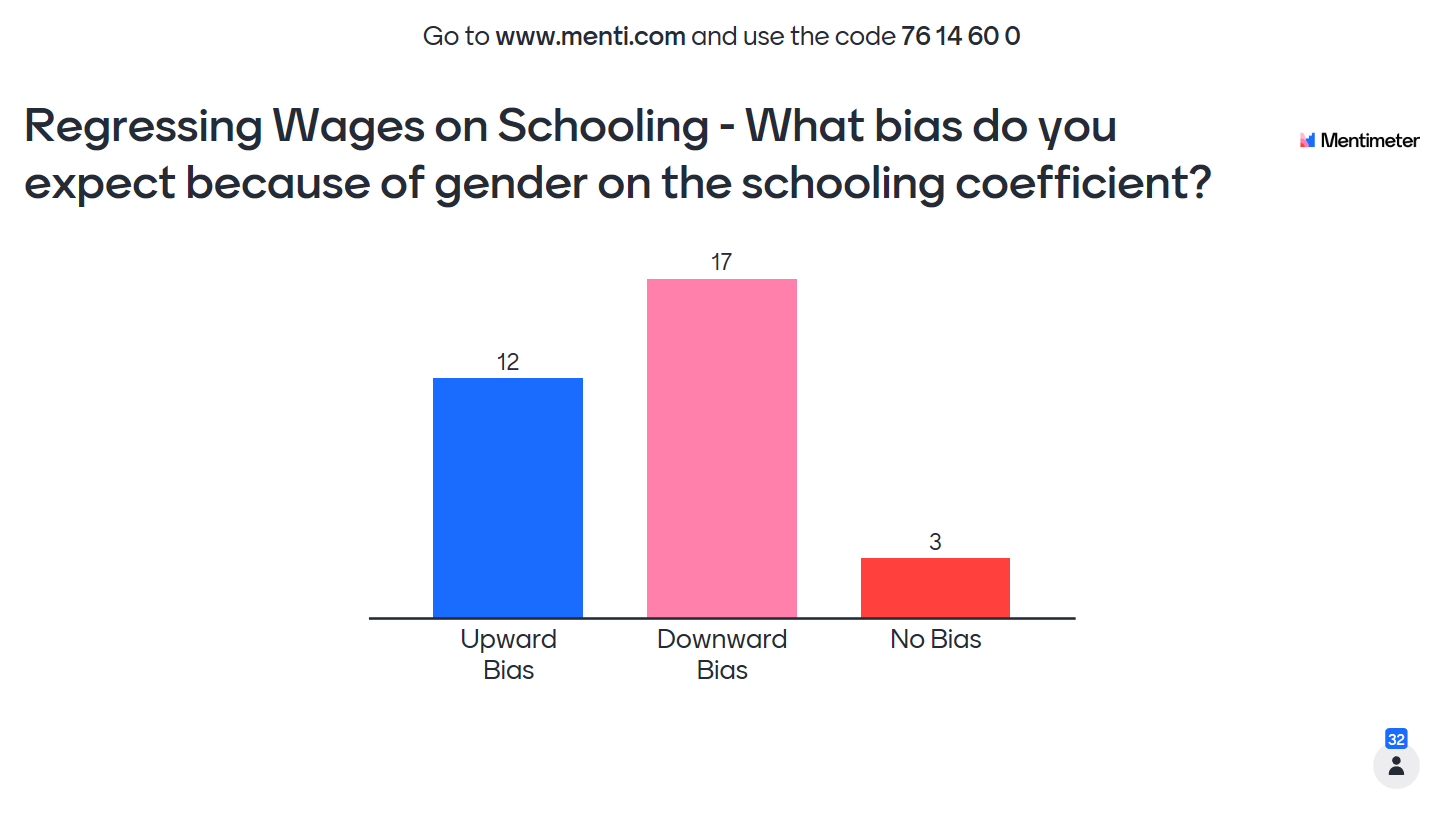 Go to www.menti.com and use the code 76 14 60 0
Regressing Wages on Schooling - What bias do you
expect because of gender on the schooling coefficient?
Mentimeter
17
12
3
Upward
Bias
Downward
Bias
No Bias
32